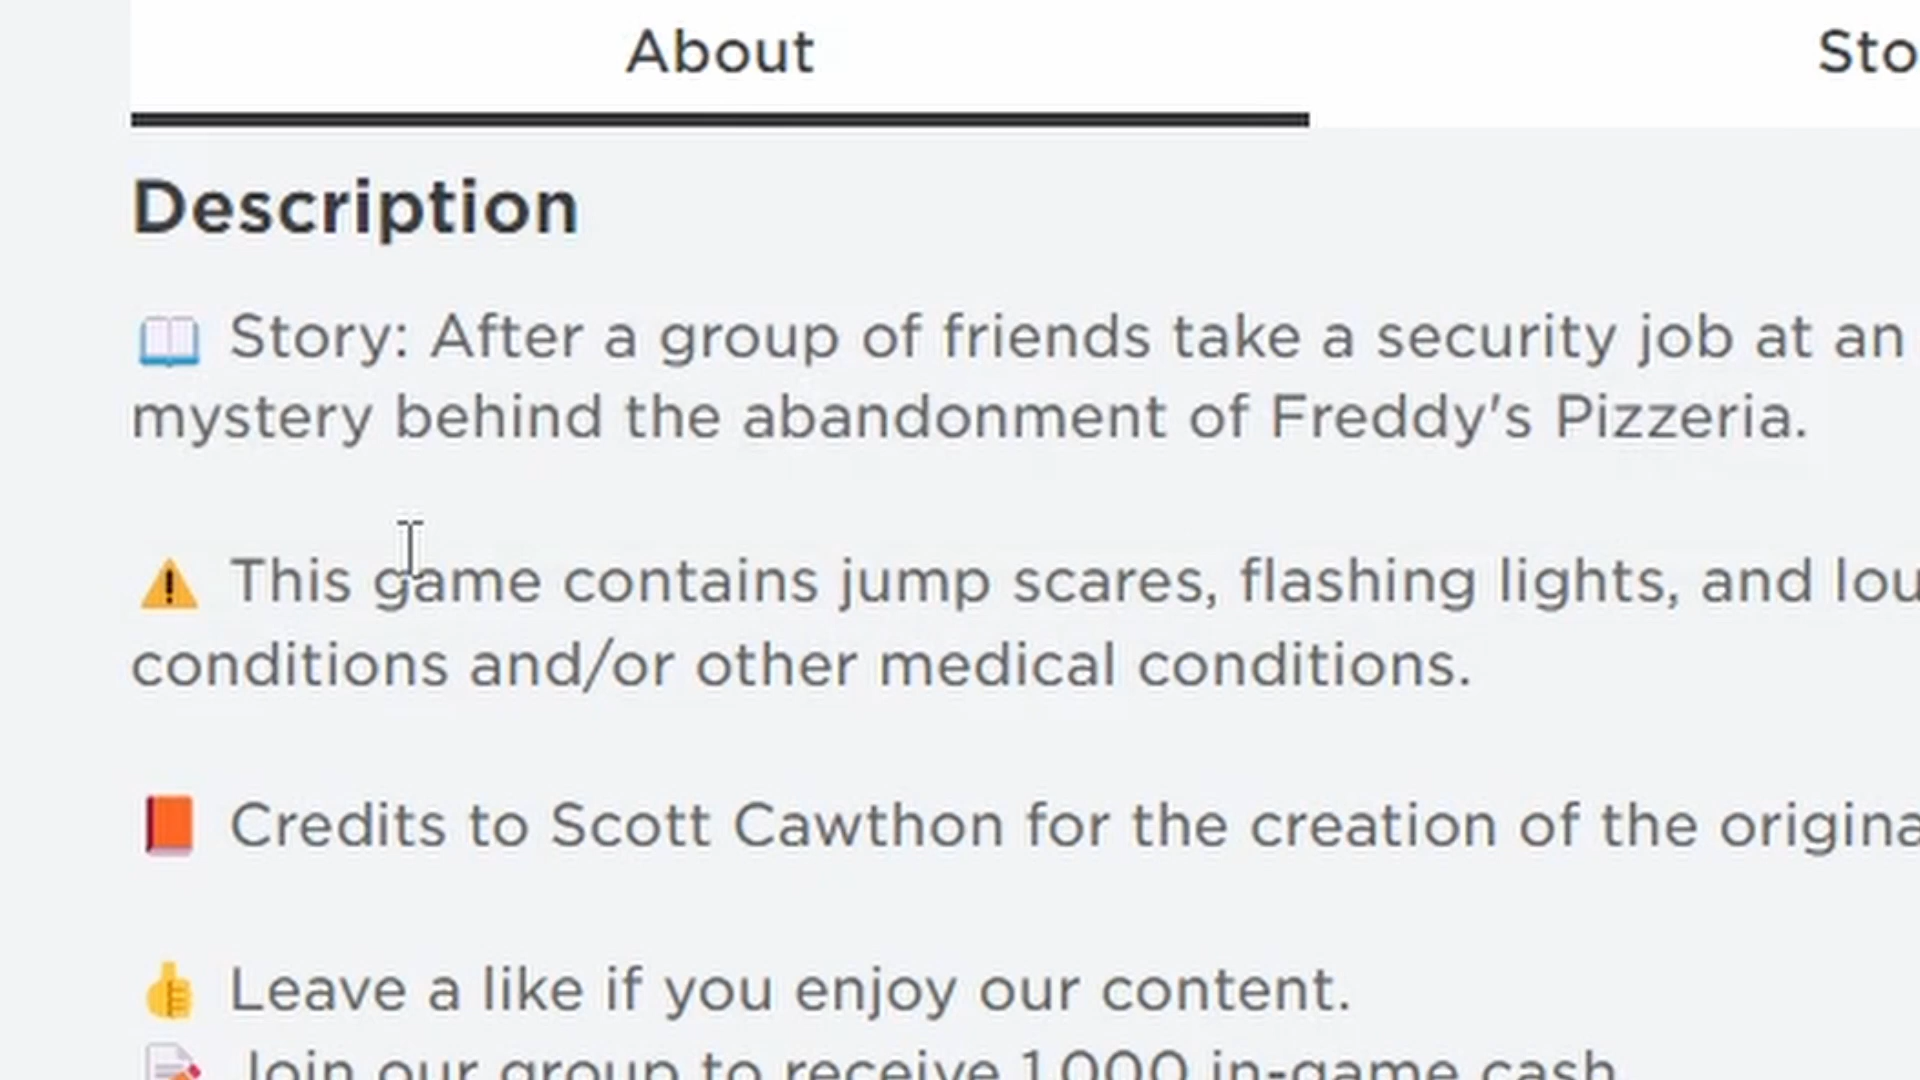 About
Sto
Description
📖 Story: After a group of friends take a security job at an
mystery behind the abandonment of Freddy's Pizzeria.
⚠️ This game contains jump scares, flashing lights, and lou
conditions and/or other medical conditions.
📕 Credits to Scott Cawthon for the creation of the origina
👍 Leave a like if you enjoy our content.
📝 Join our group to receive 1,000 in-game cash